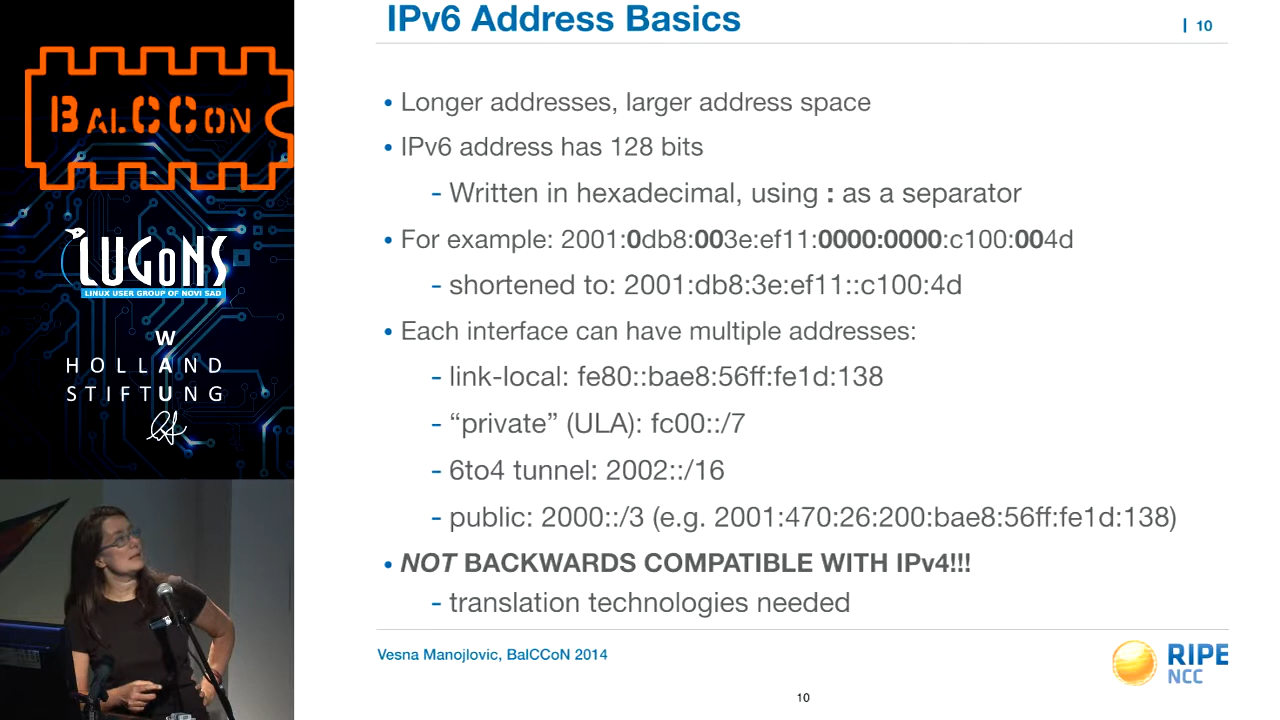 BALCCON
LUGONS
LINUX USER GROUP OF NOVI SAD
W
HOLLAND
STIFTUNG
IPv6 Address Basics
| 10
• Longer addresses, larger address space
• IPv6 address has 128 bits
- Written in hexadecimal, using : as a separator
• For example: 2001:0db8:003e:ef11:0000:0000:c100:004d
- shortened to: 2001:db8:3e:ef11::c100:4d
• Each interface can have multiple addresses:
- link-local: fe80::bae8:56ff:fe1d:138
- “private” (ULA): fc00::/7
- 6to4 tunnel: 2002::/16
- public: 2000::/3 (e.g. 2001:470:26:200:bae8:56ff:fe1d:138)
• NOT BACKWARDS COMPATIBLE WITH IPv4!!!
- translation technologies needed
Vesna Manojlovic, BalCCoN 2014
RIPE
NCC
10